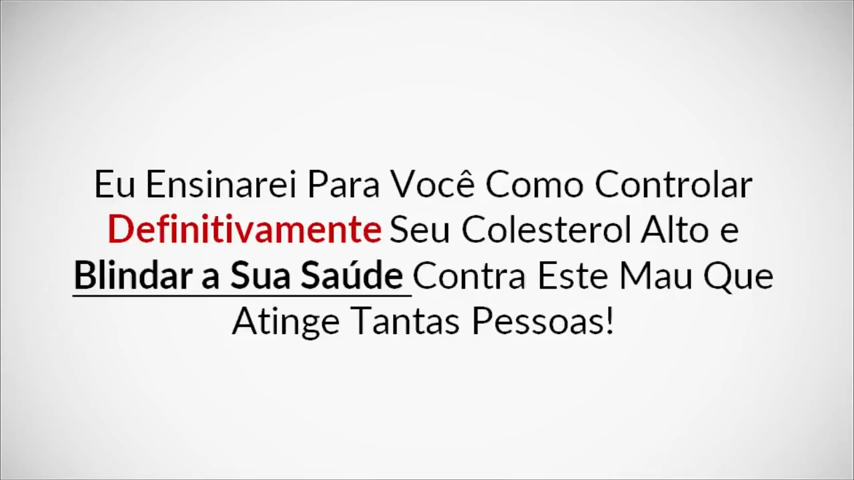 Eu Ensinarei Para Você Como Controlar
Definitivamente Seu Colesterol Alto e
Blindar a Sua Saúde Contra Este Mau Que
Atinge Tantas Pessoas!